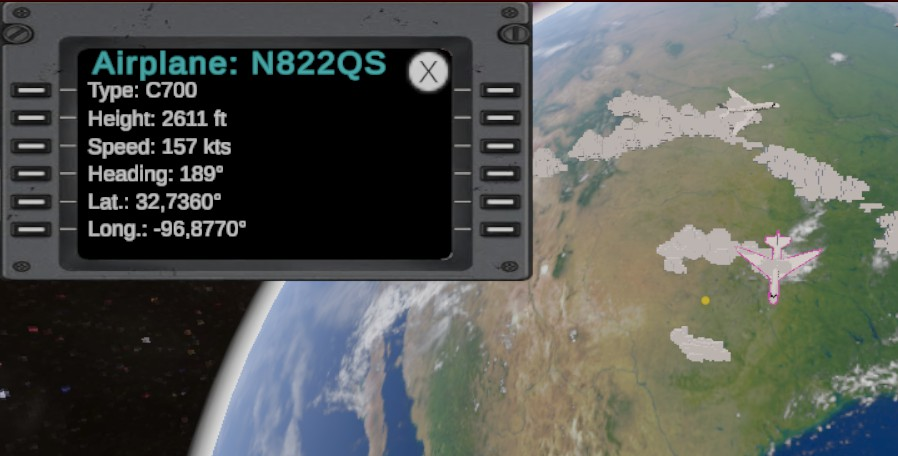 Airplane: N822QS
X
Type: C700
Height: 2611 ft
Speed: 157 kts
Heading: 189°
Lat.: 32,7360°
Long.: -96,8770°